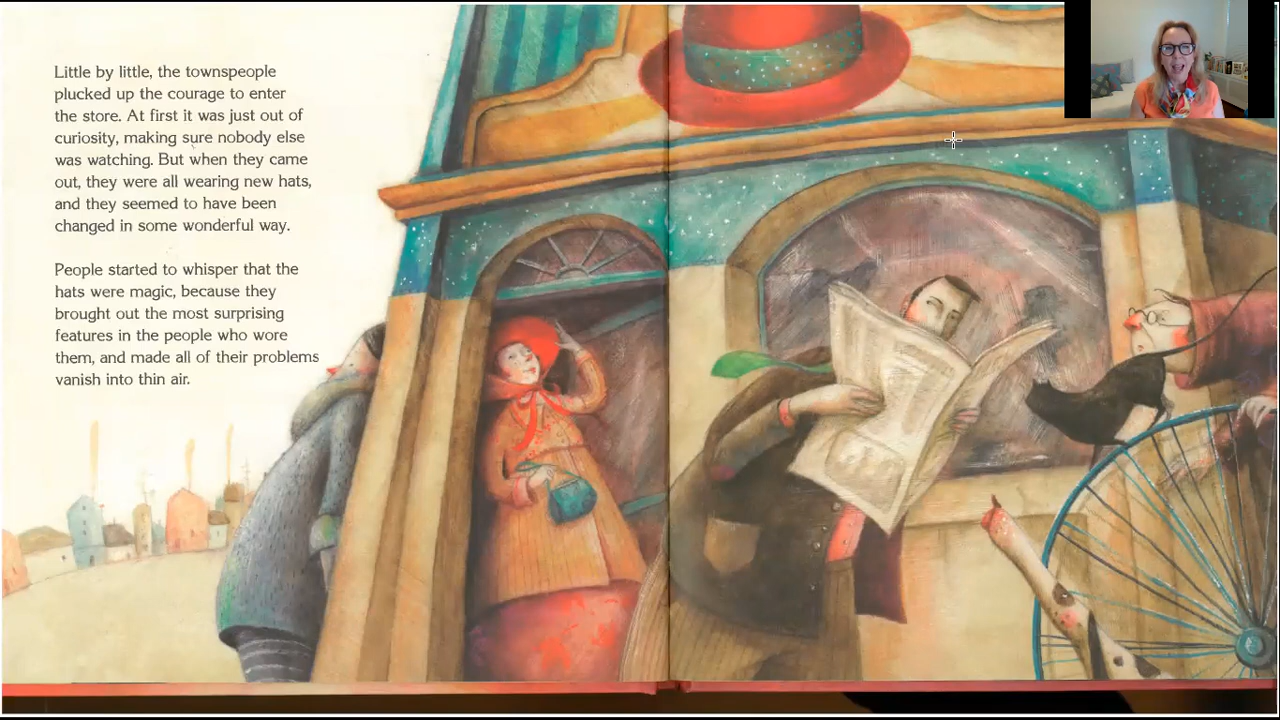 Little by little, the townspeople
plucked up the courage to enter
the store. At first it was just out of
curiosity, making sure nobody else
was watching. But when they came
out, they were all wearing new hats,
and they seemed to have been
changed in some wonderful way.
People started to whisper that the
hats were magic, because they
brought out the most surprising
features in the people who wore
them, and made all of their problems
vanish into thin air.